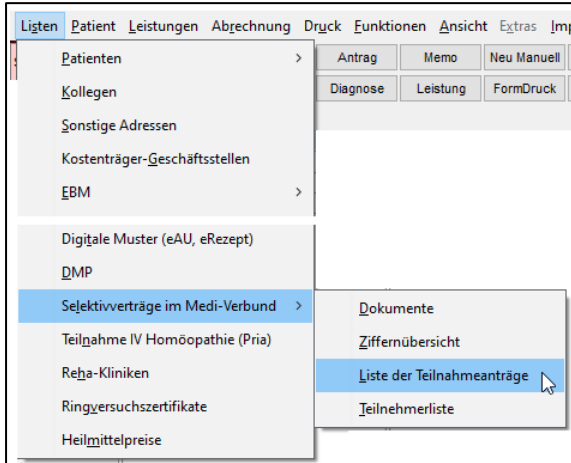 Listen Patient Leistungen Abrechnung Druck Funktionen Ansicht Extras
Patienten > Antrag Memo Neu Manuell
Kollegen Diagnose Leistung FormDruck
Sonstige Adressen
Kostenträger-Geschäftsstellen
EBM >
Digitale Muster (eAU, eRezept)
DMP
Selektivverträge im Medi-Verbund > Dokumente
Teilnahme IV Homöopathie (Pria) Ziffernübersicht
Reha-Kliniken Liste der Teilnahmeanträge
Ringversuchszertifikate Teilnehmerliste
Heilmittelpreise